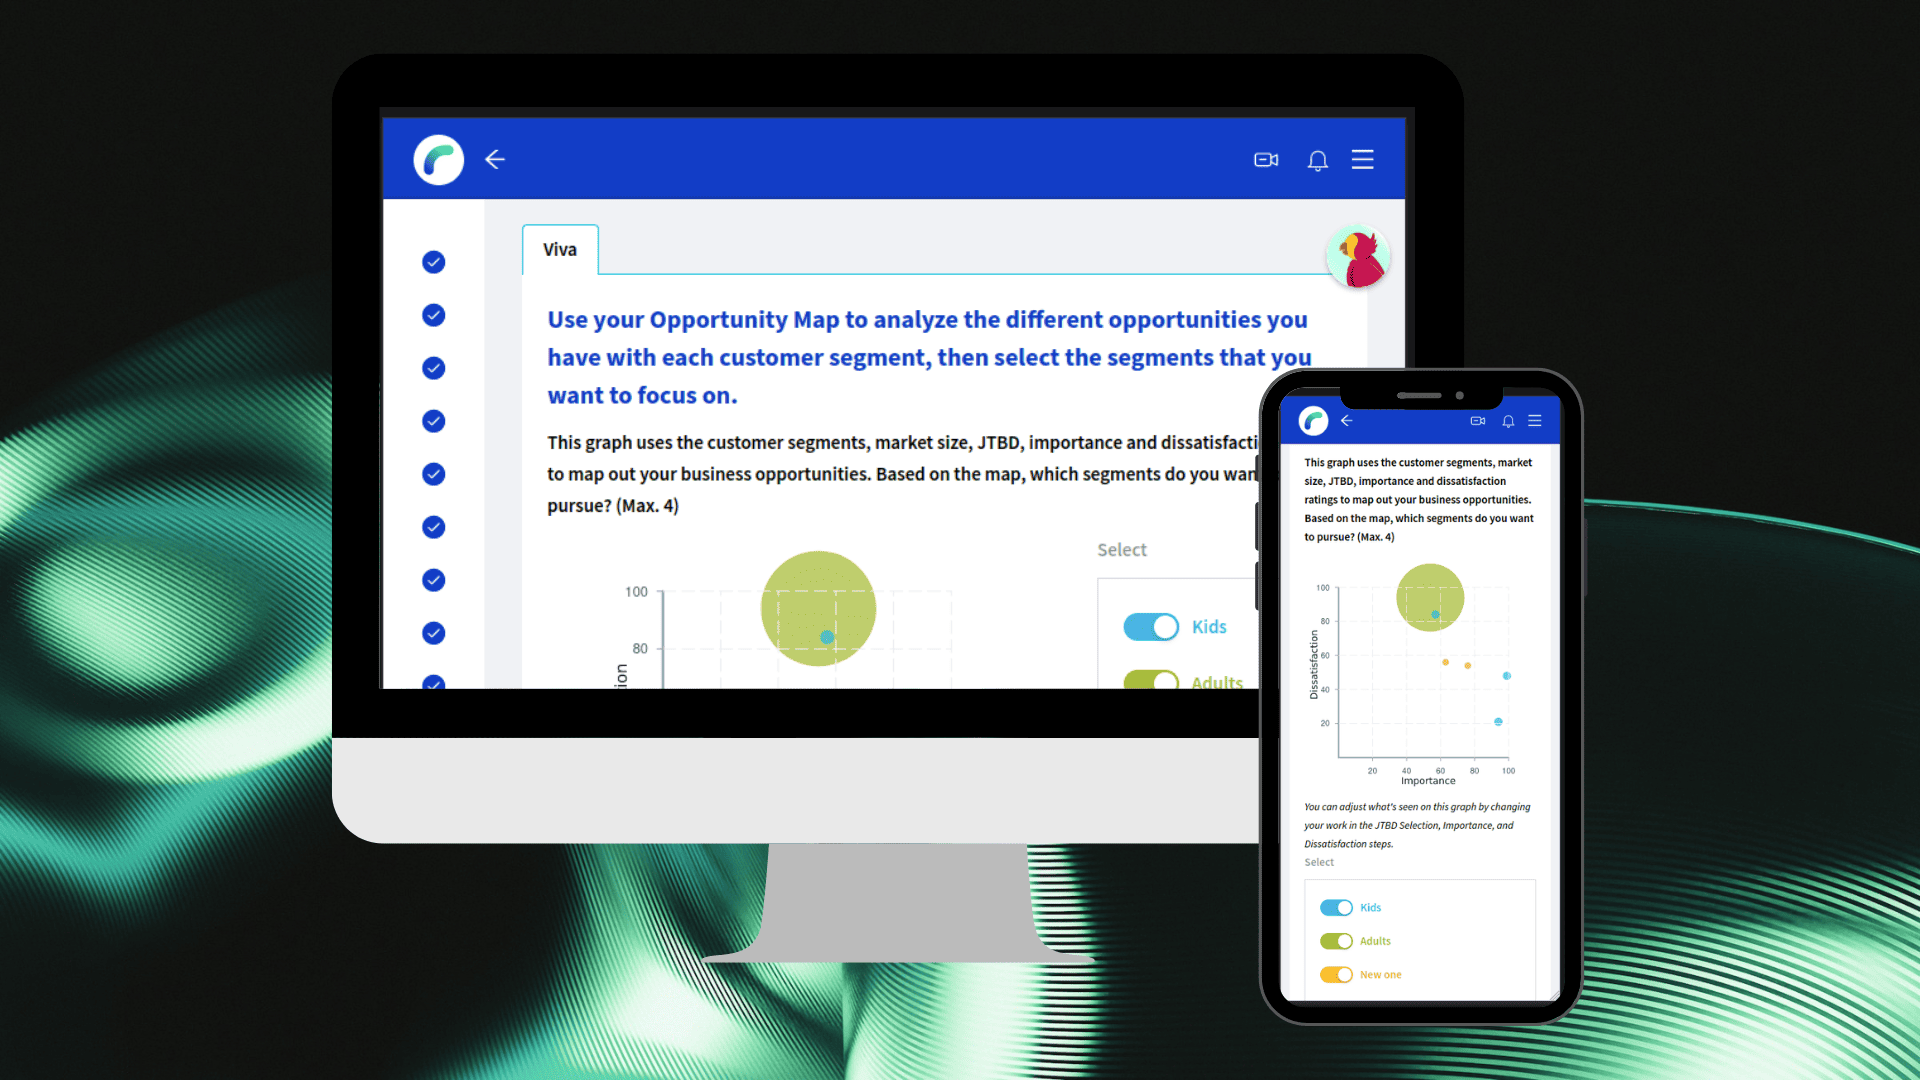 Viva
Use your Opportunity Map to analyze the different opportunities you
have with each customer segment, then select the segments that you
want to focus on.
This graph uses the customer segments, market size, JTBD, importance and dissatisfacti
to map out your business opportunities. Based on the map, which segments do you wan
pursue? (Max. 4)
Select
100
80
ion
Kids
Adults
This graph uses the customer segments, market
size, JTBD, importance and dissatisfaction
ratings to map out your business opportunities.
Based on the map, which segments do you want
to pursue? (Max. 4)
100
80
60
40
20
Dissatisfaction
20 40 60 80 100
Importance
You can adjust what's seen on this graph by changing
your work in the JTBD Selection, Importance, and
Dissatisfaction steps.
Select
Kids
Adults
New one